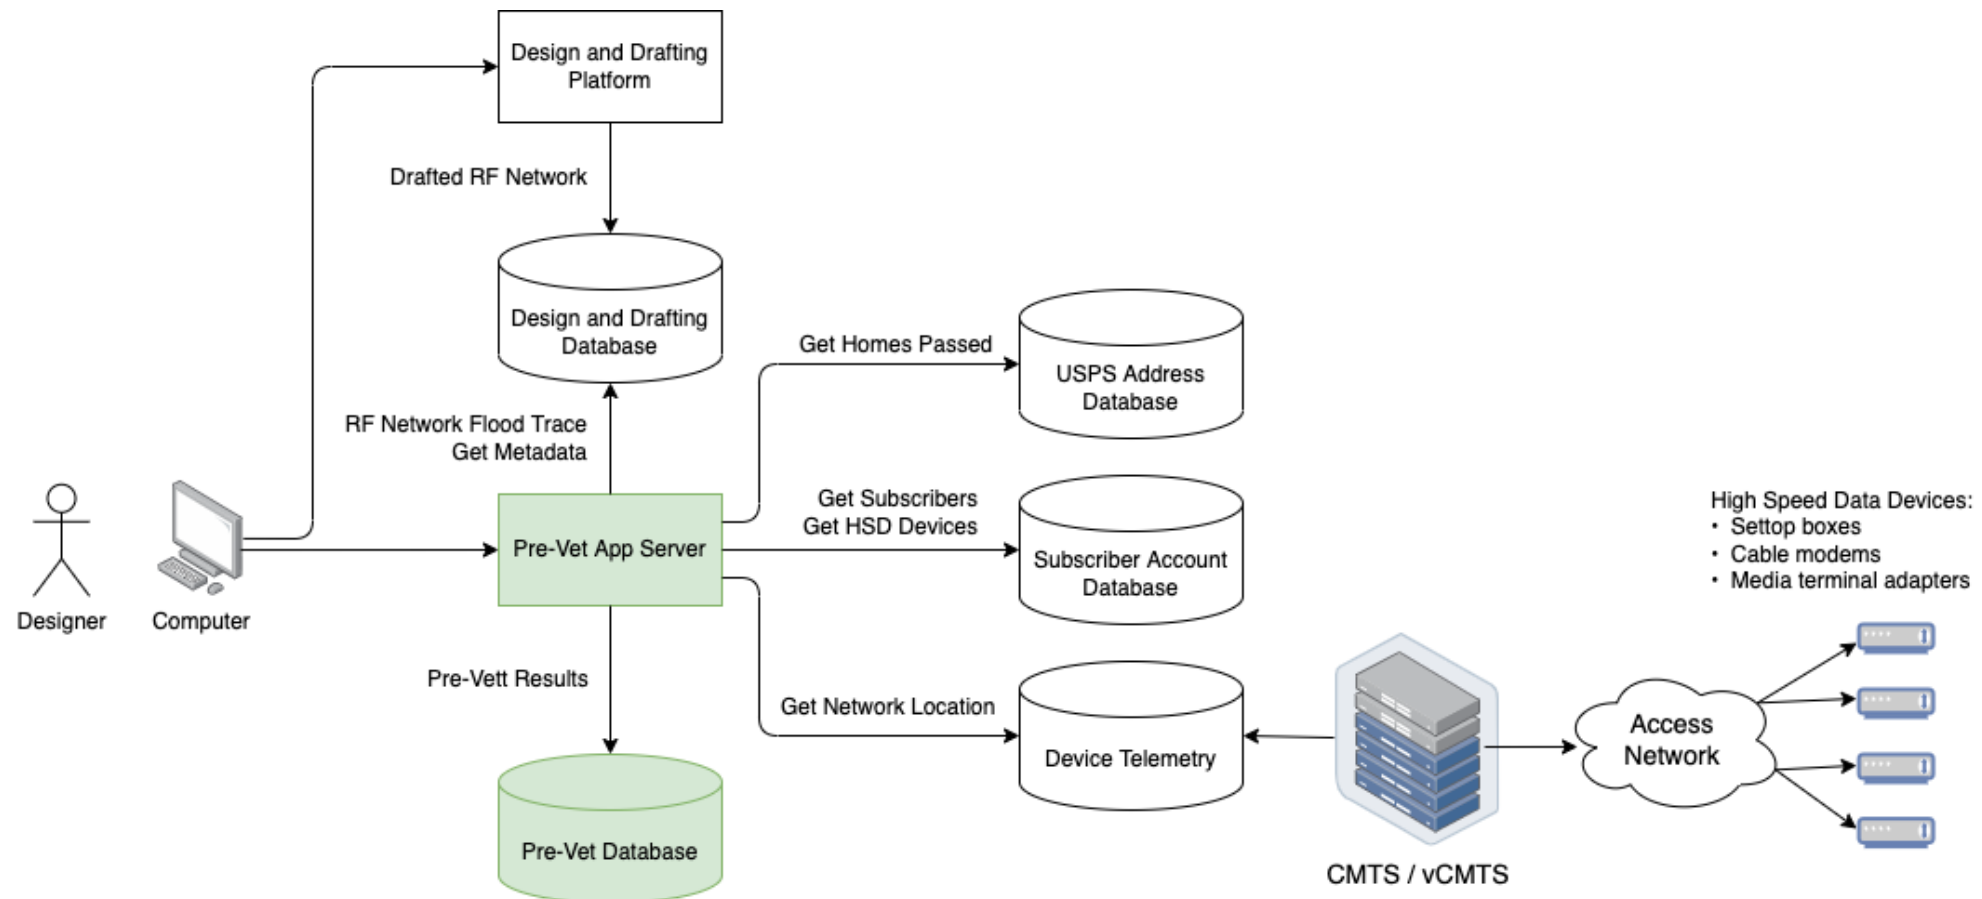 Design and Drafting
Platform
Drafted RF Network
Design and Drafting
Database
Get Homes Passed
USPS Address
Database
RF Network Flood Trace
Get Metadata
Get Subscribers
Get HSD Devices
High Speed Data Devices:
• Settop boxes
• Cable modems
• Media terminal adapters
Pre-Vet App Server
Subscriber Account
Database
Designer
Computer
Pre-Vett Results
Get Network Location
Device Telemetry
Access
Network
Pre-Vet Database
CMTS / vCMTS